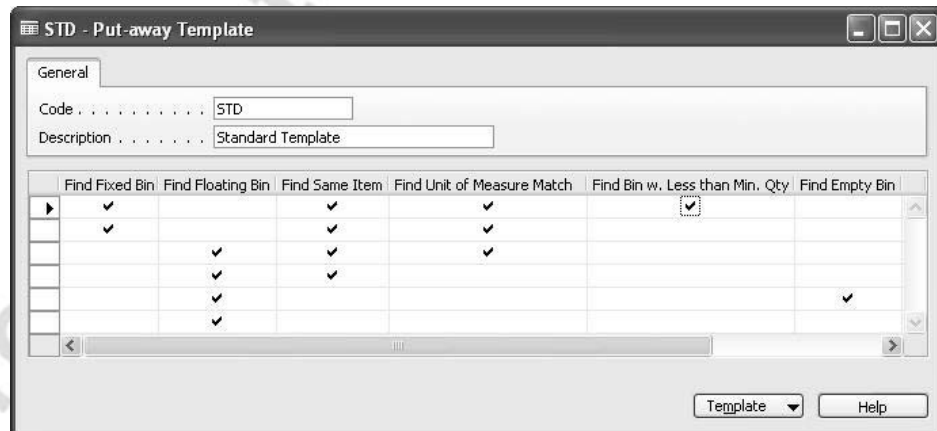 STD - Put-away Template
General
Code . . . . . . . . . . STD
Description . . . . . . . Standard Template
Find Fixed Bin Find Floating Bin Find Same Item Find Unit of Measure Match Find Bin w. Less than Min. Qty Find Empty Bin
Template Help